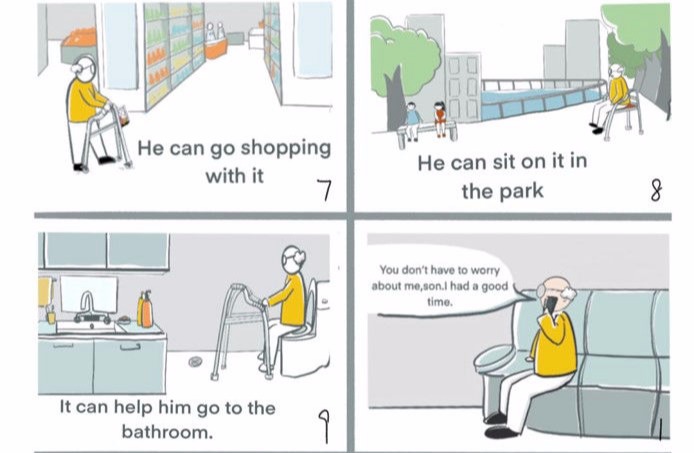 He can go shopping
with it
7
He can sit on it in
the park
8
It can help him go to the
bathroom.
9
You don't have to worry
about me,son.I had a good
time.
1